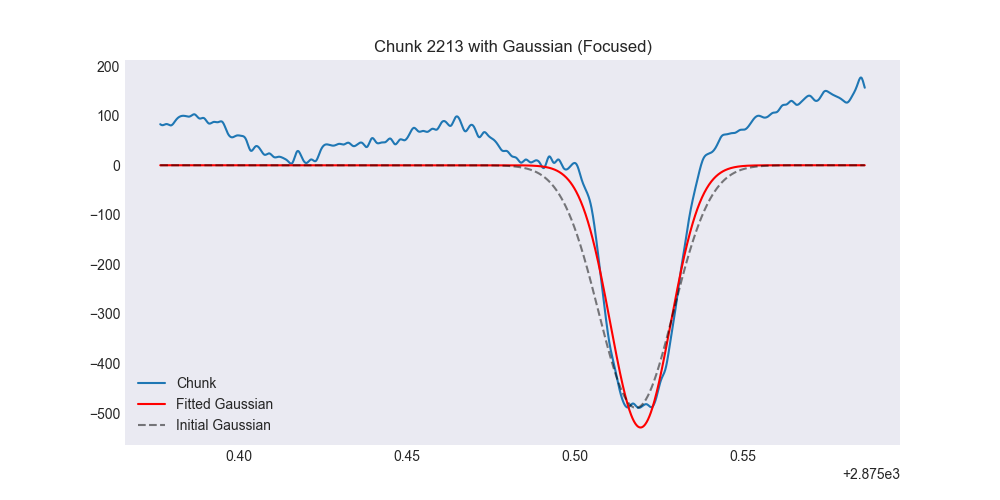 Chunk 2213 with Gaussian (Focused)
200
100
0
−100
−200
−300
−400
−500
Chunk
Fitted Gaussian
Initial Gaussian
0.40 0.45 0.50 0.55
+2.875e3